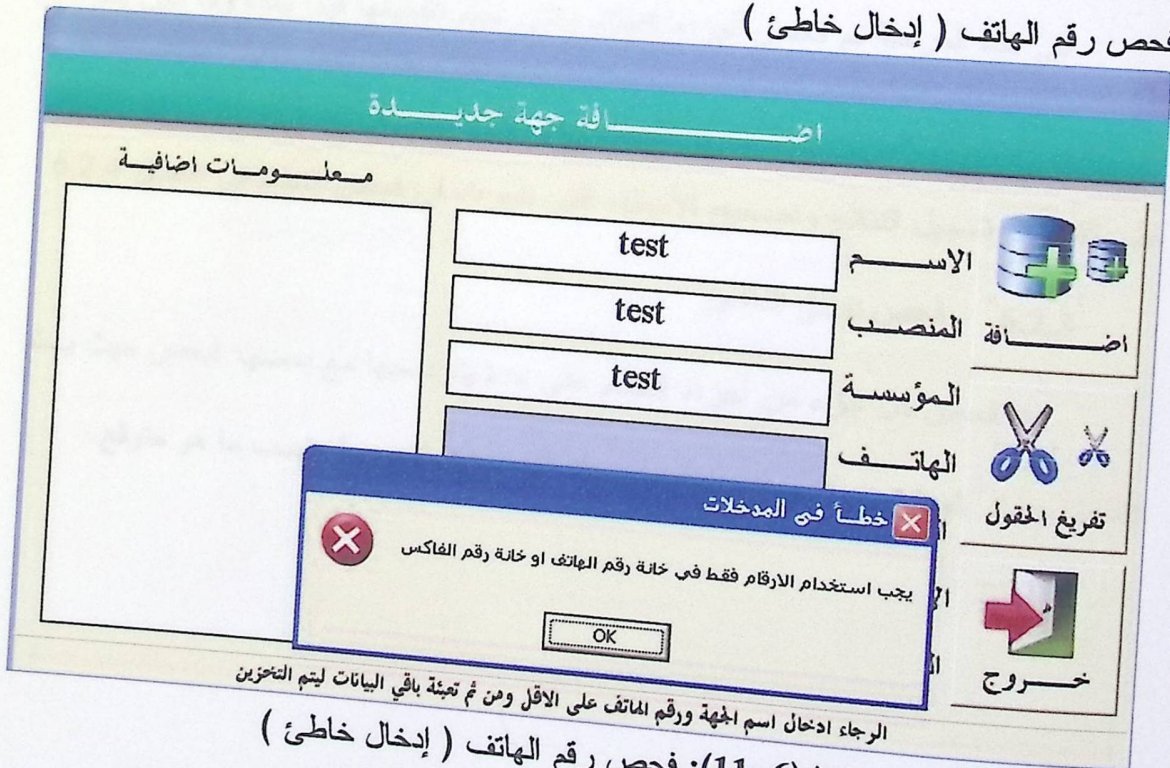 فحص رقم الهاتف ( إدخال خاطئ )
اضافة جهة جديدة
معلومات اضافية
الاسم
test
المنصب
test
المؤسسة
test
الهاتف
اضافة
تفريغ الحقول
خروج
خطأ في المدخلات
يجب استخدام الارقام فقط في خانة رقم الهاتف او خانة رقم الفاكس
OK
الرجاء ادخال اسم الجهة ورقم الهاتف على الاقل ومن ثم تعبئة باقي البيانات ليتم التخزين
(11-6): فحص رقم الهاتف ( إدخال خاطئ )